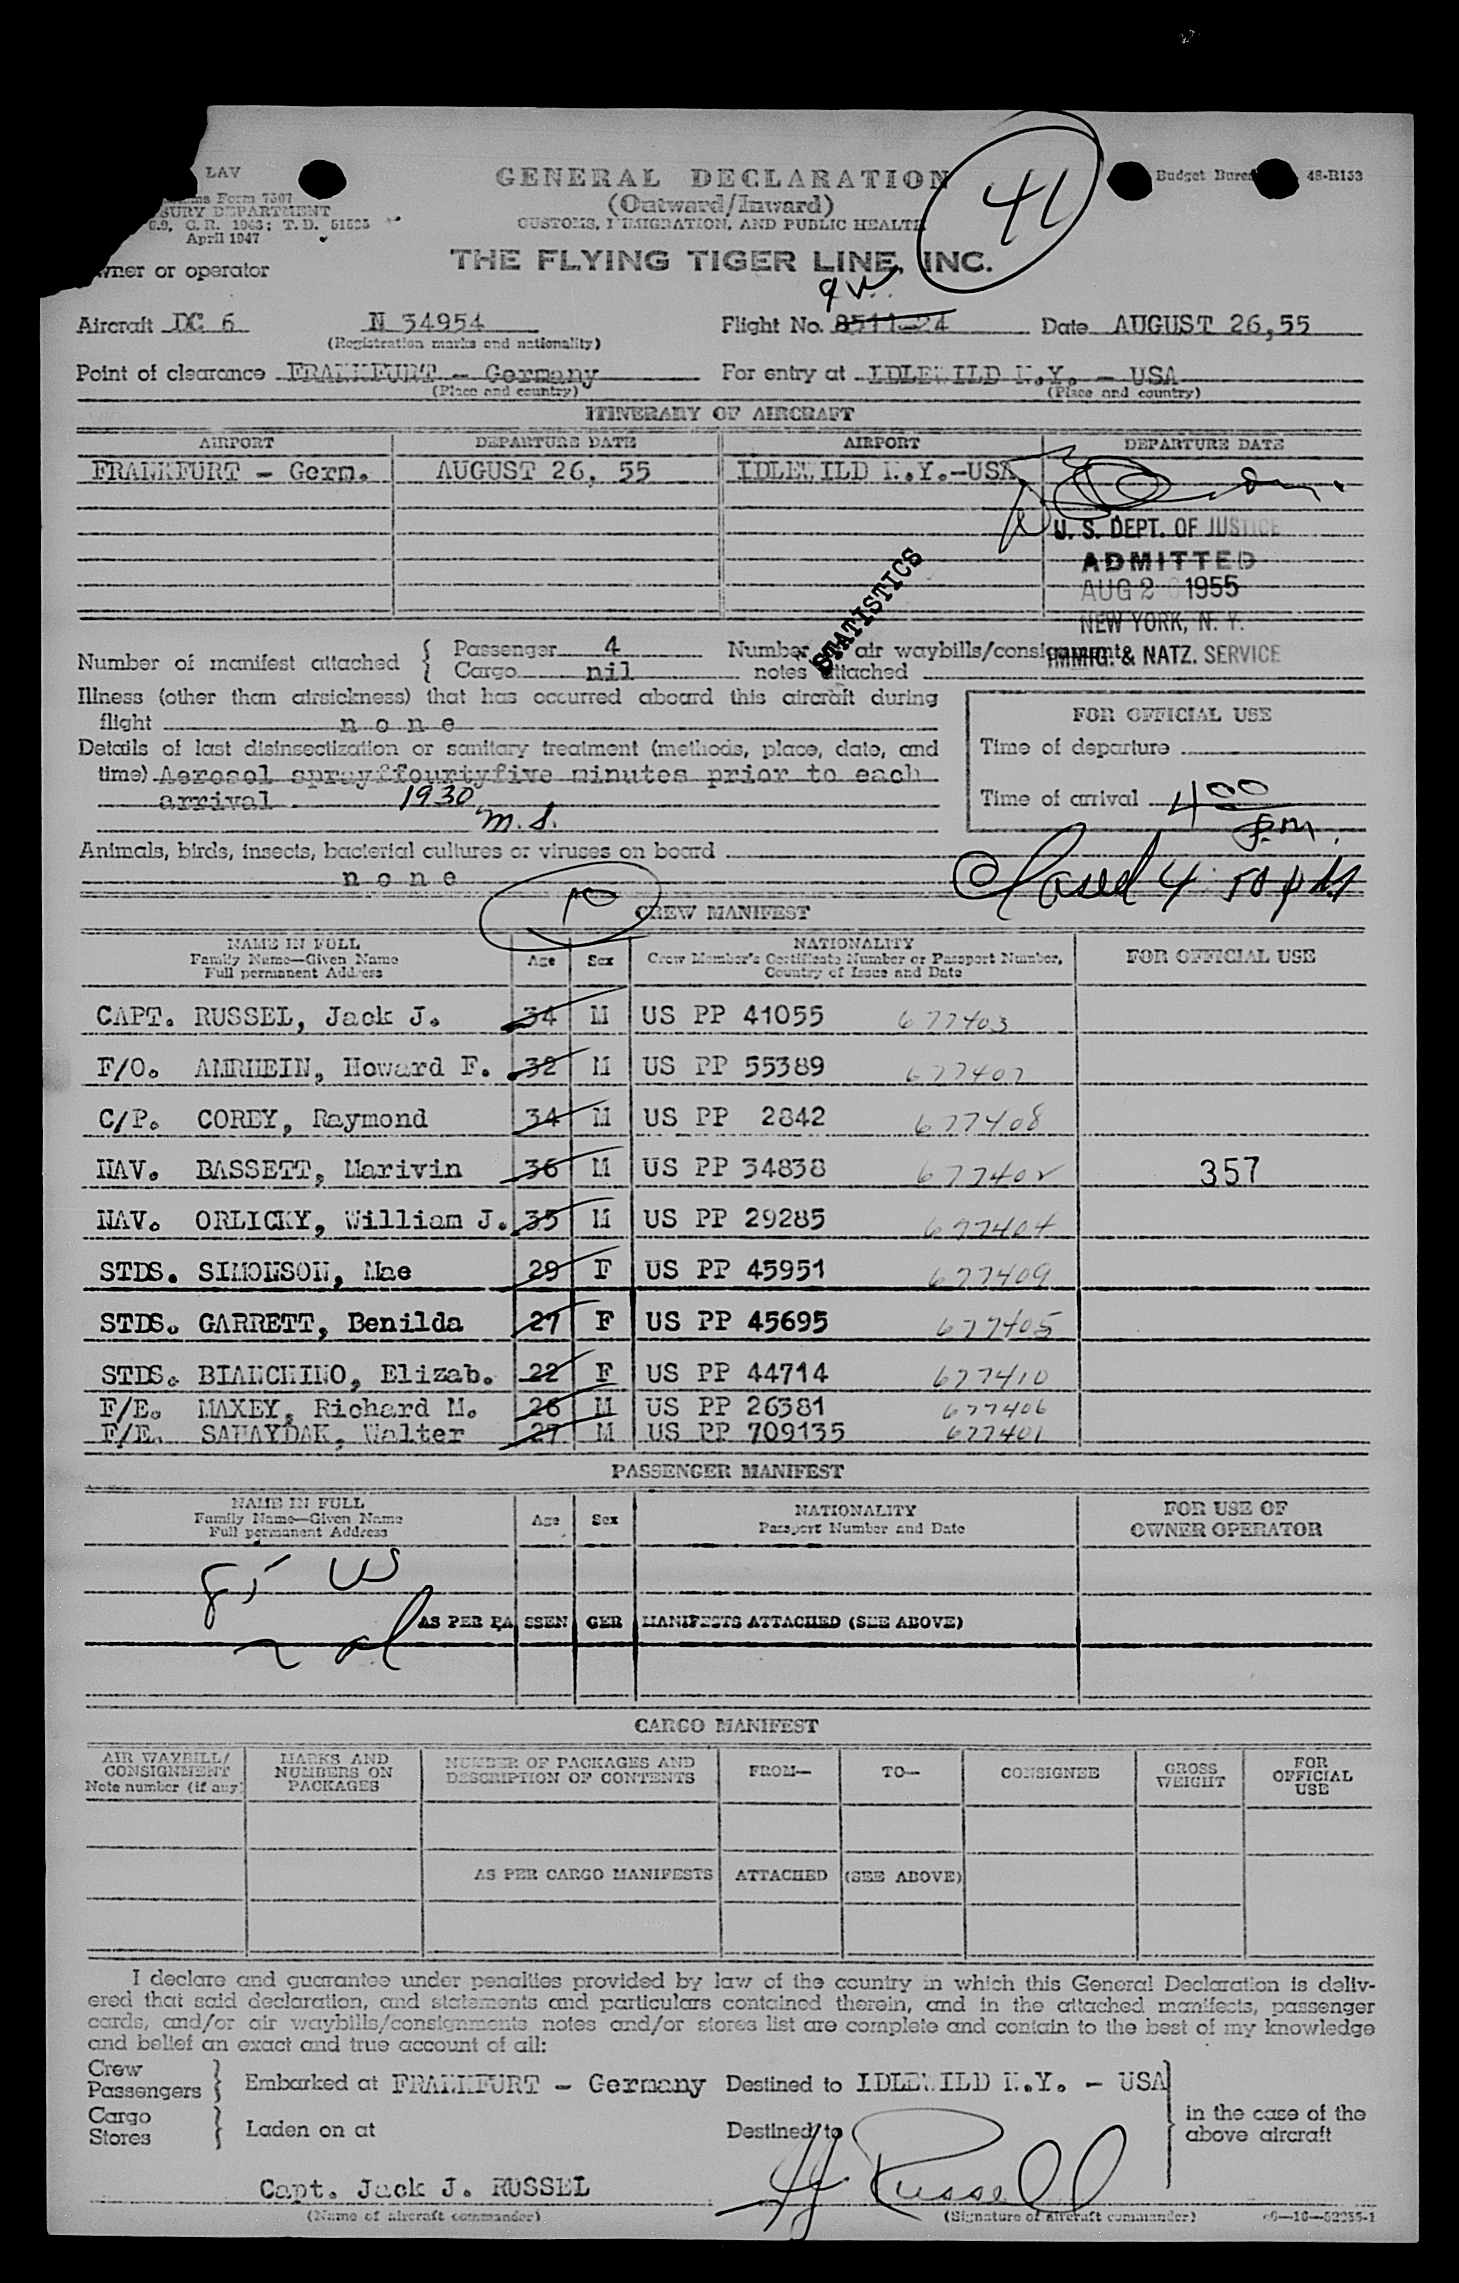 LAV
Form 7507
TREASURY DEPARTMENT
C.R. 1943; T.D. 51635
April 1947
GENERAL DECLARATION
(Outward/Inward)
CUSTOMS, IMMIGRATION, AND PUBLIC HEALTH
41
Budget Bureau 48-R133
Owner or operator
THE FLYING TIGER LINE, INC.
Aircraft DC 6
N 34954
(Registration marks and nationality)
Flight No. 8511-24
Date AUGUST 26, 55
Point of clearance FRANKFURT - Germany
(Place and country)
For entry at IDLEWILD N.Y. - USA
(Place and country)
ITINERARY OF AIRCRAFT
AIRPORT DEPARTURE DATE AIRPORT DEPARTURE DATE
FRANKFURT - Germ. AUGUST 26, 55 IDLEWILD N.Y.-USA
U. S. DEPT. OF JUSTICE
ADMITTED
AUG 2 1955
NEW YORK, N. Y.
IMMIG. & NATZ. SERVICE
STATISTICS
Number of manifest attached { Passenger 4
Cargo nil
Number air waybills/consignment
notes attached
Illness (other than airsickness) that has occurred aboard this aircraft during
flight n o n e
Details of last disinsectization or sanitary treatment (methods, place, date, and
time) Aerosol spray ffourtyfive minutes prior to each
arrival 1930
M. S.
FOR OFFICIAL USE
Time of departure
Time of arrival 4 00
p.m.
Animals, birds, insects, bacterial cultures or viruses on board
n o n e
10
CREW MANIFEST
NAME IN FULL
Family Name—Given Name
Full permanent Address
Age Sex
NATIONALITY
Crew Member's Certificate Number or Passport Number,
Country of Issue and Date
FOR OFFICIAL USE
CAPT. RUSSEL, Jack J. 34 M US PP 41055 677403
F/O. AMRHEIN, Howard F. 32 M US PP 55389 677407
C/P. COREY, Raymond 34 M US PP 2842 677408
NAV. BASSETT, Marivin 36 M US PP 34838 677402 357
NAV. ORLICKY, William J. 35 M US PP 29285 677404
STDS. SIMONSON, Mae 29 F US PP 45951 677409
STDS. GARRETT, Benilda 27 F US PP 45695 677405
STDS. BIANCHINO, Elizab. 22 F US PP 44714 677410
F/E. MAXEY, Richard M. 26 M US PP 26381 677406
F/E. SAHAYDAK, Walter 27 M US PP 709135 677401
PASSENGER MANIFEST
NAME IN FULL
Family Name—Given Name
Full permanent Address
Age Sex
NATIONALITY
Passport Number and Date
FOR USE OF
OWNER OPERATOR
AS PER PASSENGER MANIFESTS ATTACHED (SEE ABOVE)
CARGO MANIFEST
AIR WAYBILL/
CONSIGNMENT
Note number (if any)
MARKS AND
NUMBERS ON
PACKAGES
NUMBER OF PACKAGES AND
DESCRIPTION OF CONTENTS
FROM—
TO—
CONSIGNEE
GROSS
WEIGHT
FOR
OFFICIAL
USE
AS PER CARGO MANIFESTS ATTACHED (SEE ABOVE)
I declare and guarantee under penalties provided by law of the country in which this General Declaration is deliv-
ered that said declaration, and statements and particulars contained therein, and in the attached manifests, passenger
cards, and/or air waybills/consignments notes and/or stores list are complete and contain to the best of my knowledge
and belief an exact and true account of all:
Crew
Passengers } Embarked at FRANKFURT - Germany Destined to IDLEWILD N.Y. - USA
Cargo
Stores } Laden on at Destined to
in the case of the
above aircraft
Capt. Jack J. RUSSEL
(Name of aircraft commander)
JJ Russell
(Signature of aircraft commander)